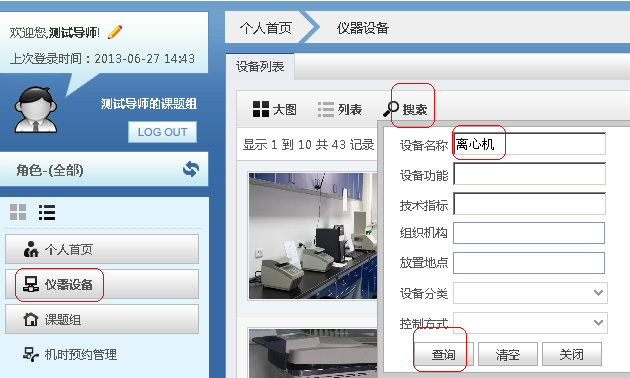 欢迎您,测试导师!
上次登录时间：2013-06-27 14:43
测试导师的课题组
LOG OUT
角色-(全部)
个人首页
仪器设备
课题组
机时预约管理
个人首页 仪器设备
设备列表
大图 列表 搜索
显示 1 到 10 共 43 记录
设备名称 离心机
设备功能
技术指标
组织机构
放置地点
设备分类
控制方式
查询 清空 关闭